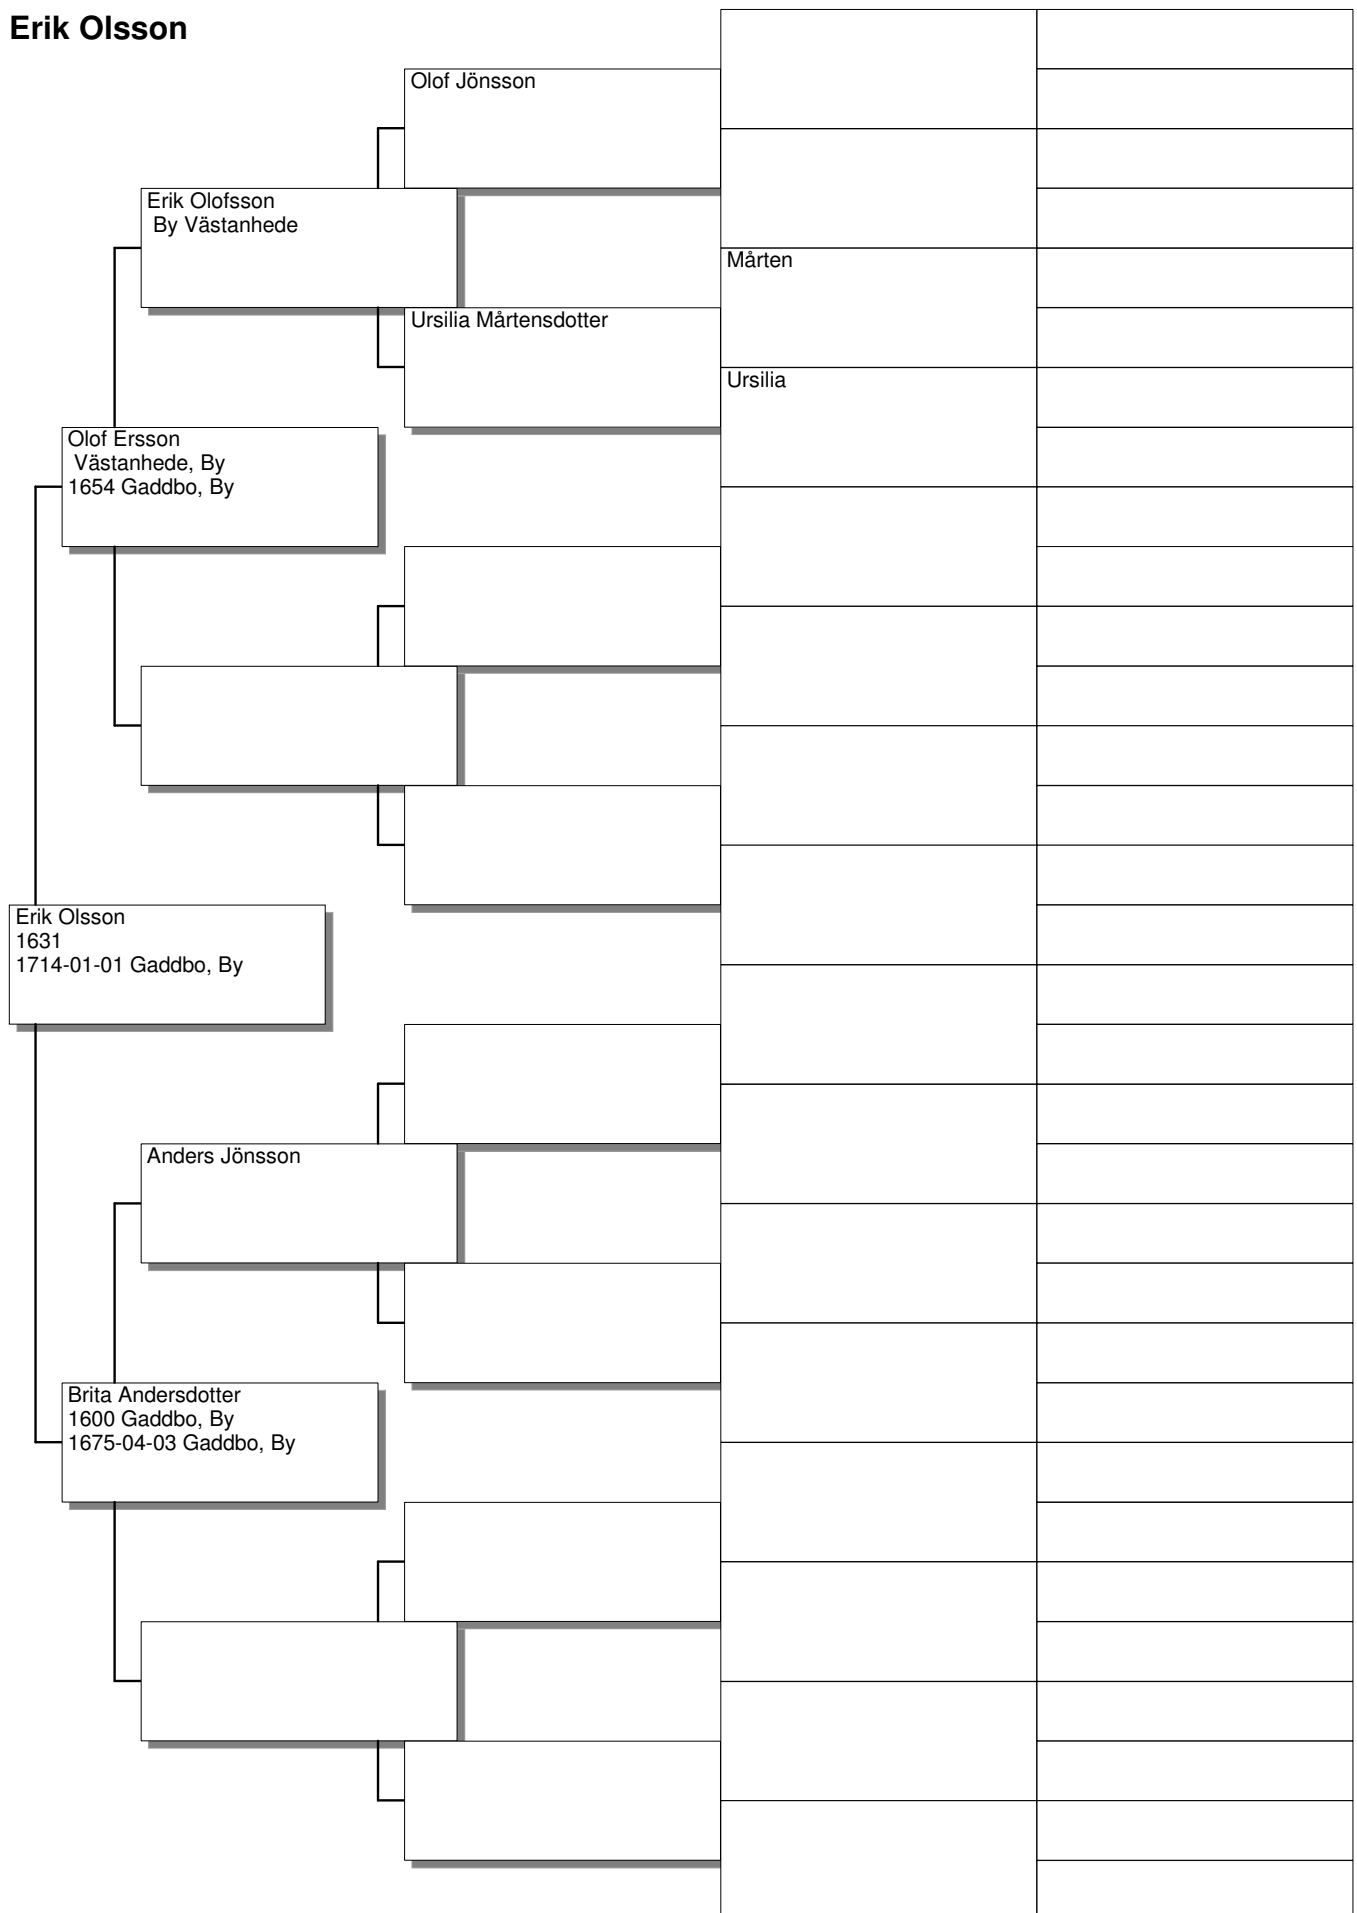 Erik Olsson
Olof Jönsson
Erik Olofsson
By Västanhede
Mårten
Ursilia Mårtensdotter
Ursilia
Olof Ersson
Västanhede, By
1654 Gaddbo, By
Erik Olsson
1631
1714-01-01 Gaddbo, By
Anders Jönsson
Brita Andersdotter
1600 Gaddbo, By
1675-04-03 Gaddbo, By